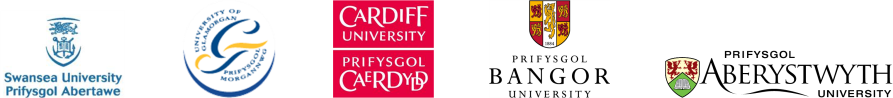 Swansea University
Prifysgol Abertawe
UNIVERSITY OF
GLAMORGAN
PRIFYSGOL
MORGANNWG
CARDIFF
UNIVERSITY
PRIFYSGOL
CAERDYDD
1884
PRIFYSGOL
BANGOR
UNIVERSITY
PRIFYSGOL
ABERYSTWYTH
UNIVERSITY